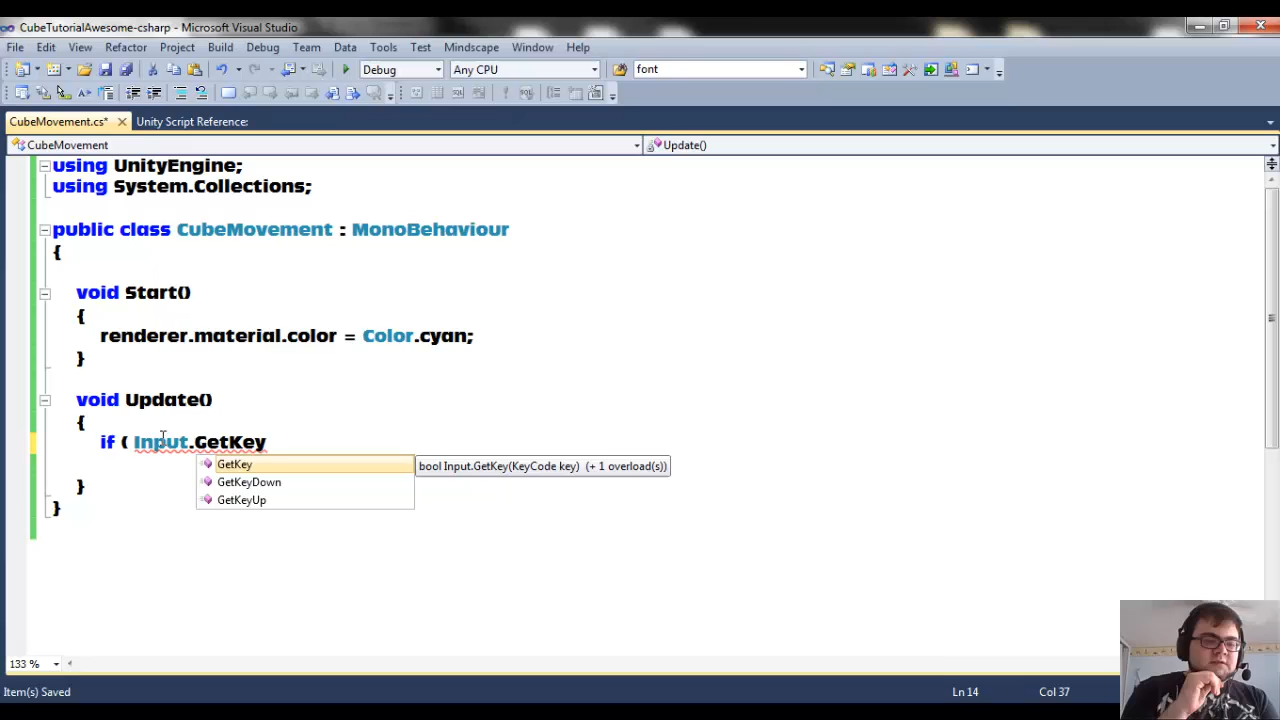 CubeTutorialAwesome-csharp - Microsoft Visual Studio
File Edit View Refactor Project Build Debug Team Data Tools Test Mindscape Window Help
Debug Any CPU font
CubeMovement.cs* Unity Script Reference:
CubeMovement Update()
using UnityEngine;
using System.Collections;
public class CubeMovement : MonoBehaviour
{
void Start()
{
renderer.material.color = Color.cyan;
}
void Update()
{
if ( Input.GetKey
GetKey bool Input.GetKey(KeyCode key) (+ 1 overload(s))
GetKeyDown
GetKeyUp
}
}
133 %
Item(s) Saved Ln 14 Col 37